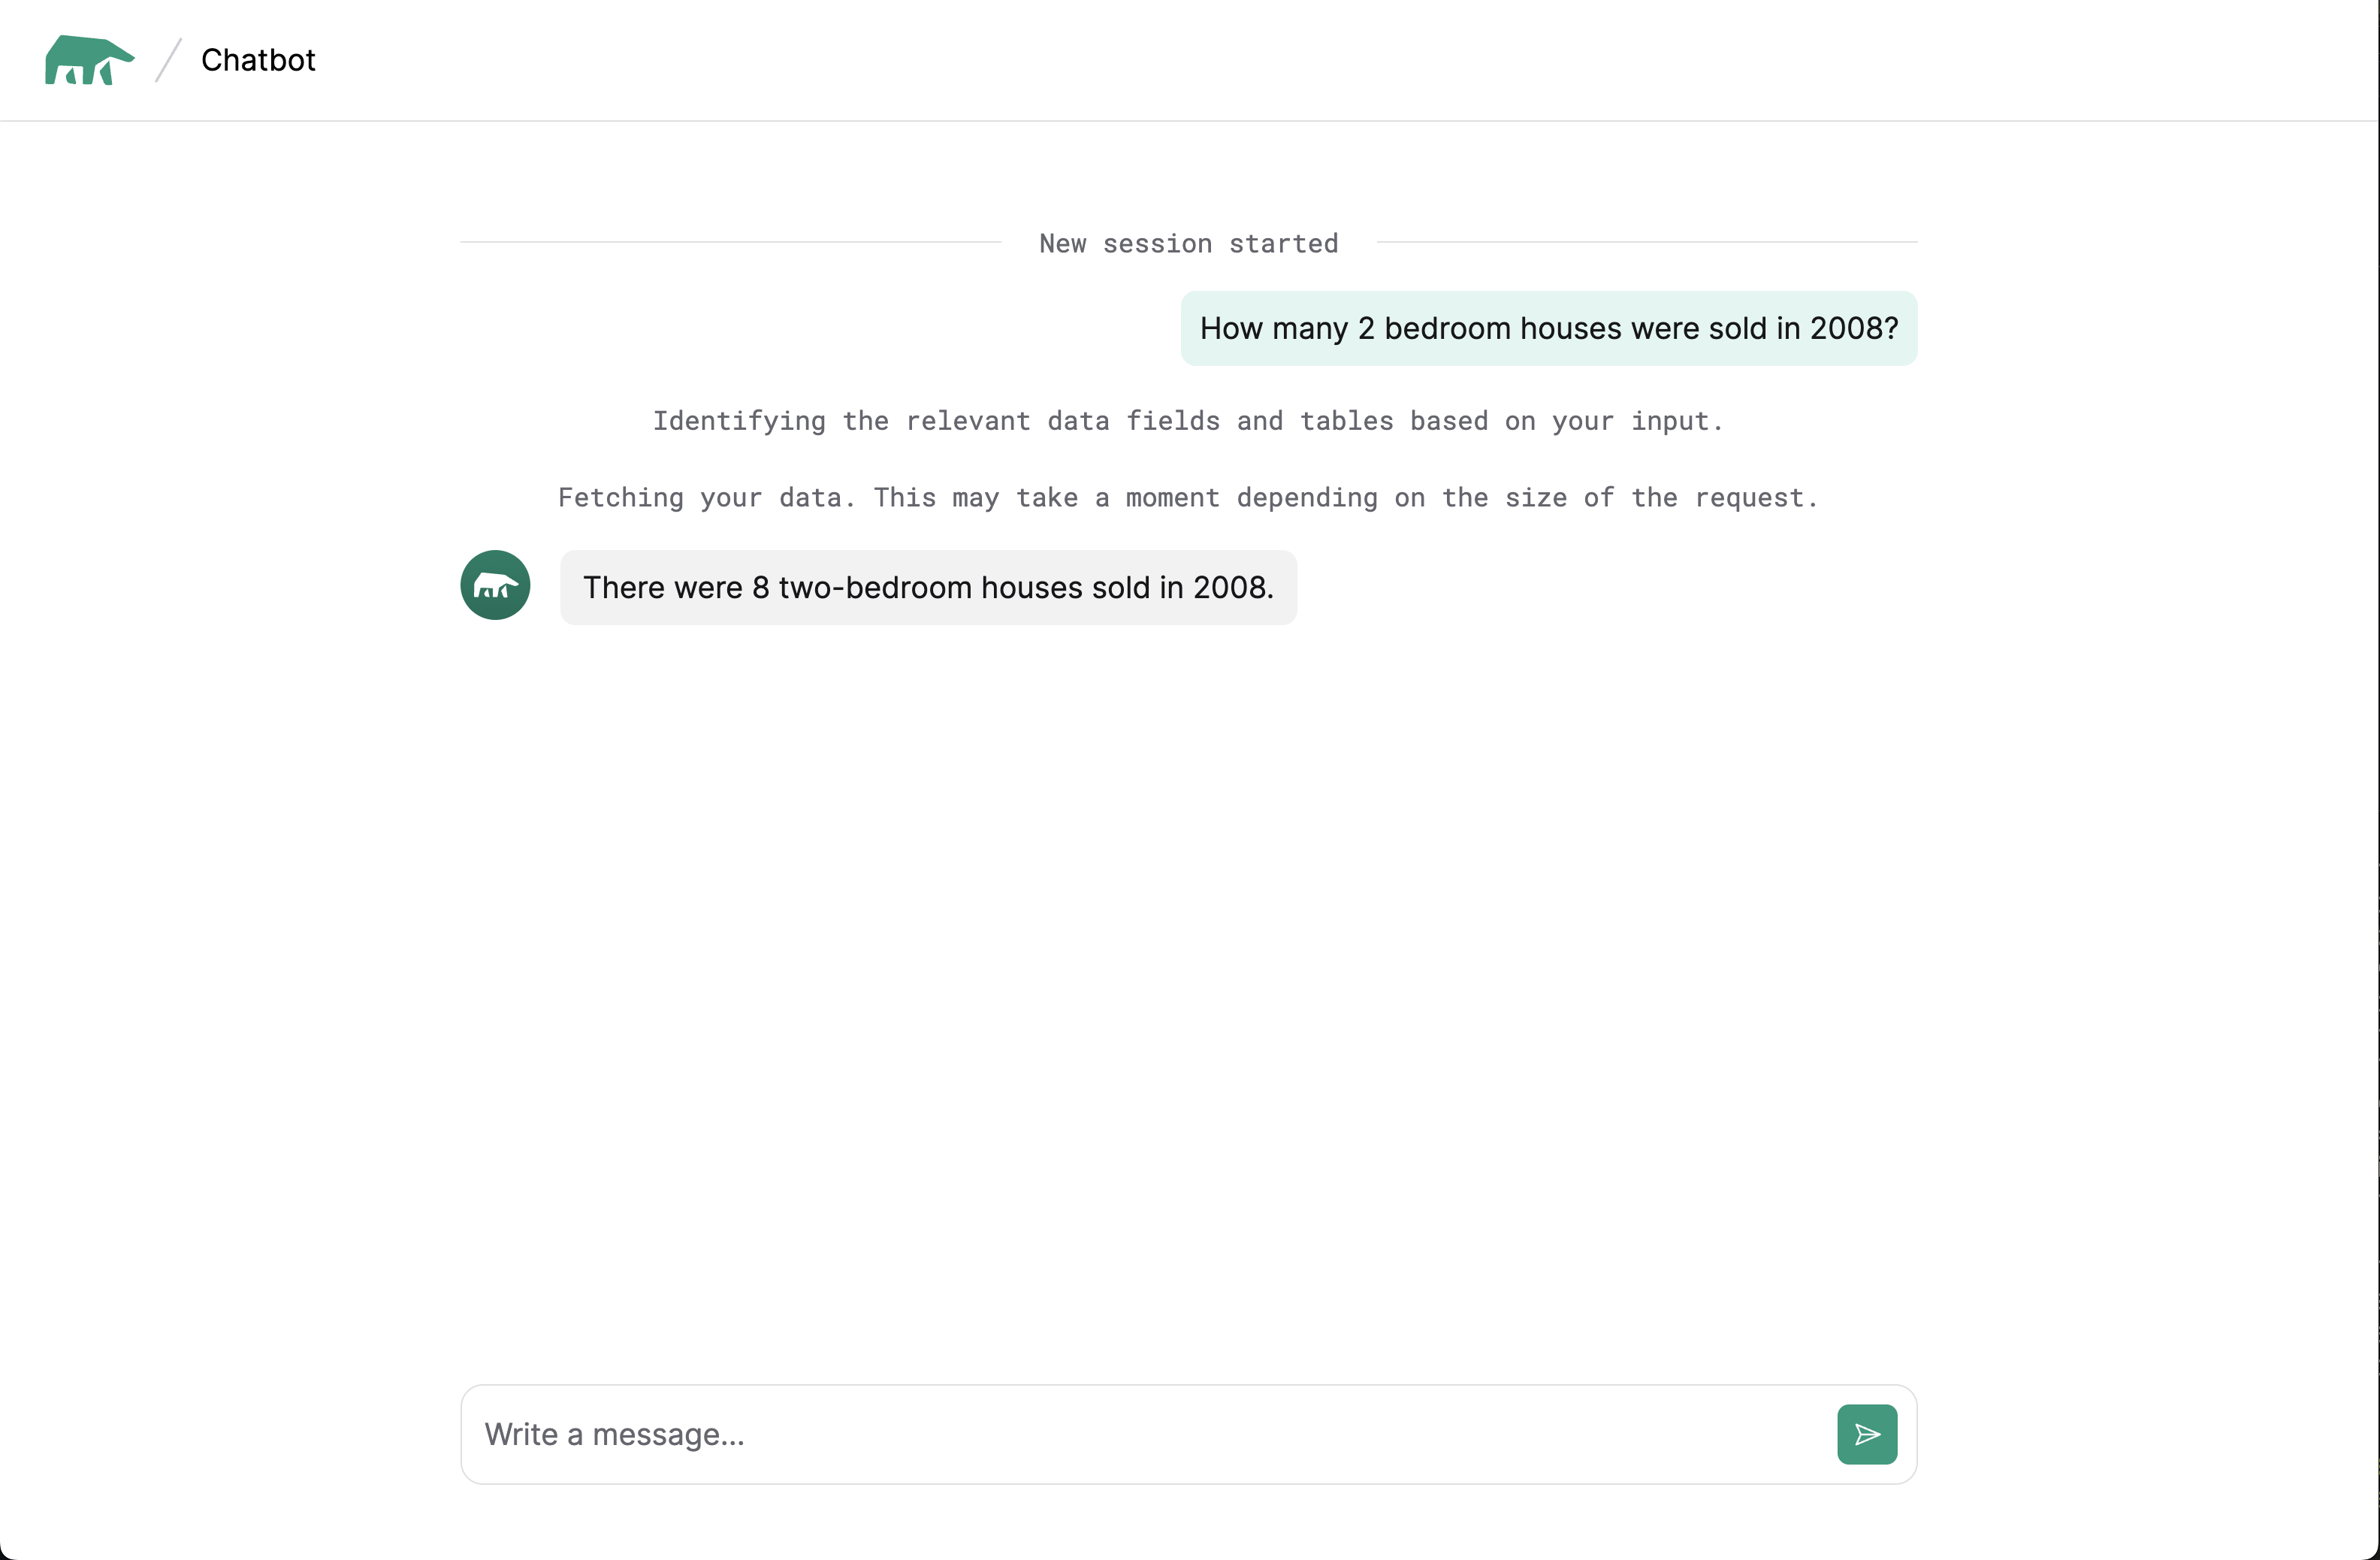 Chatbot
New session started
How many 2 bedroom houses were sold in 2008?
Identifying the relevant data fields and tables based on your input.
Fetching your data. This may take a moment depending on the size of the request.
There were 8 two-bedroom houses sold in 2008.
Write a message...